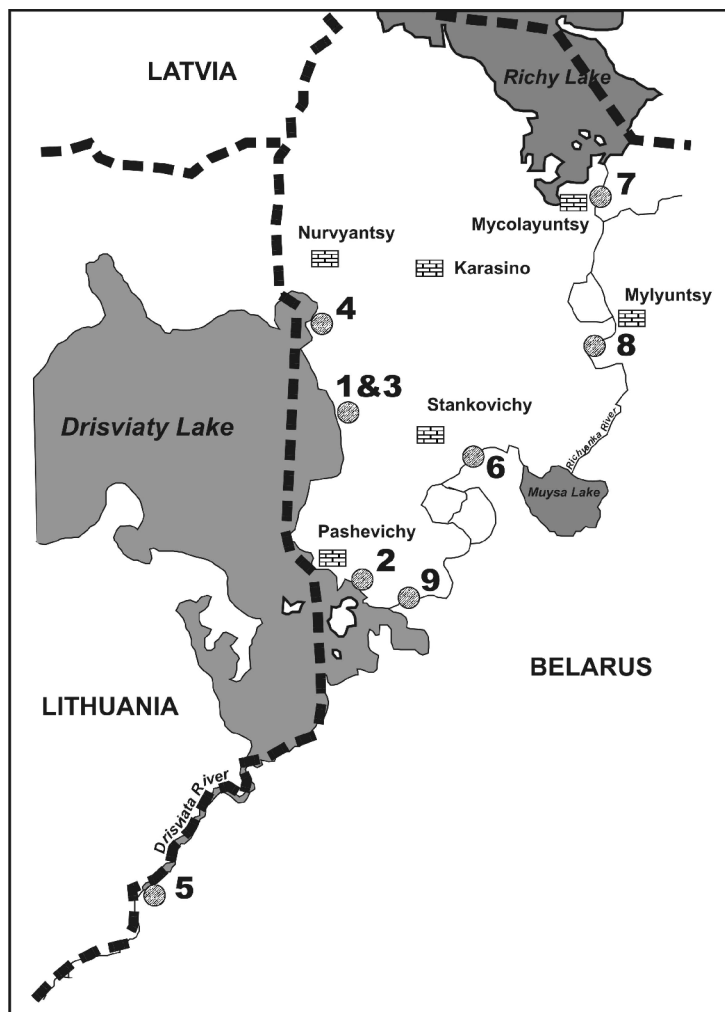 LATVIA
Richy Lake
7
Mycolayuntsy
Nurvyantsy
Karasino
Mylyuntsy
4
8
1&3
Stankovichy
Drisviaty Lake
Richyanka River
6
Muysa Lake
Pashevichy
2
9
BELARUS
LITHUANIA
Drisviata River
5